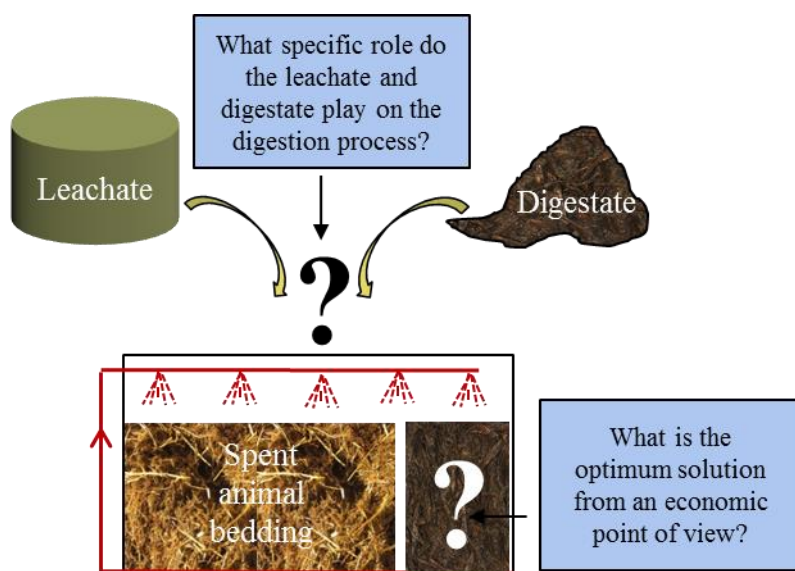 What specific role do
the leachate and
digestate play on the
digestion process?
Leachate
Digestate
?
Spent
animal
bedding
?
What is the
optimum solution
from an economic
point of view?